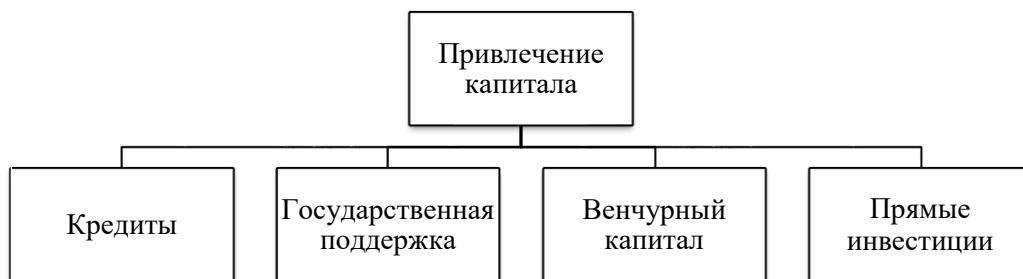 Привлечение
капитала
Кредиты
Государственная
поддержка
Венчурный
капитал
Прямые
инвестиции